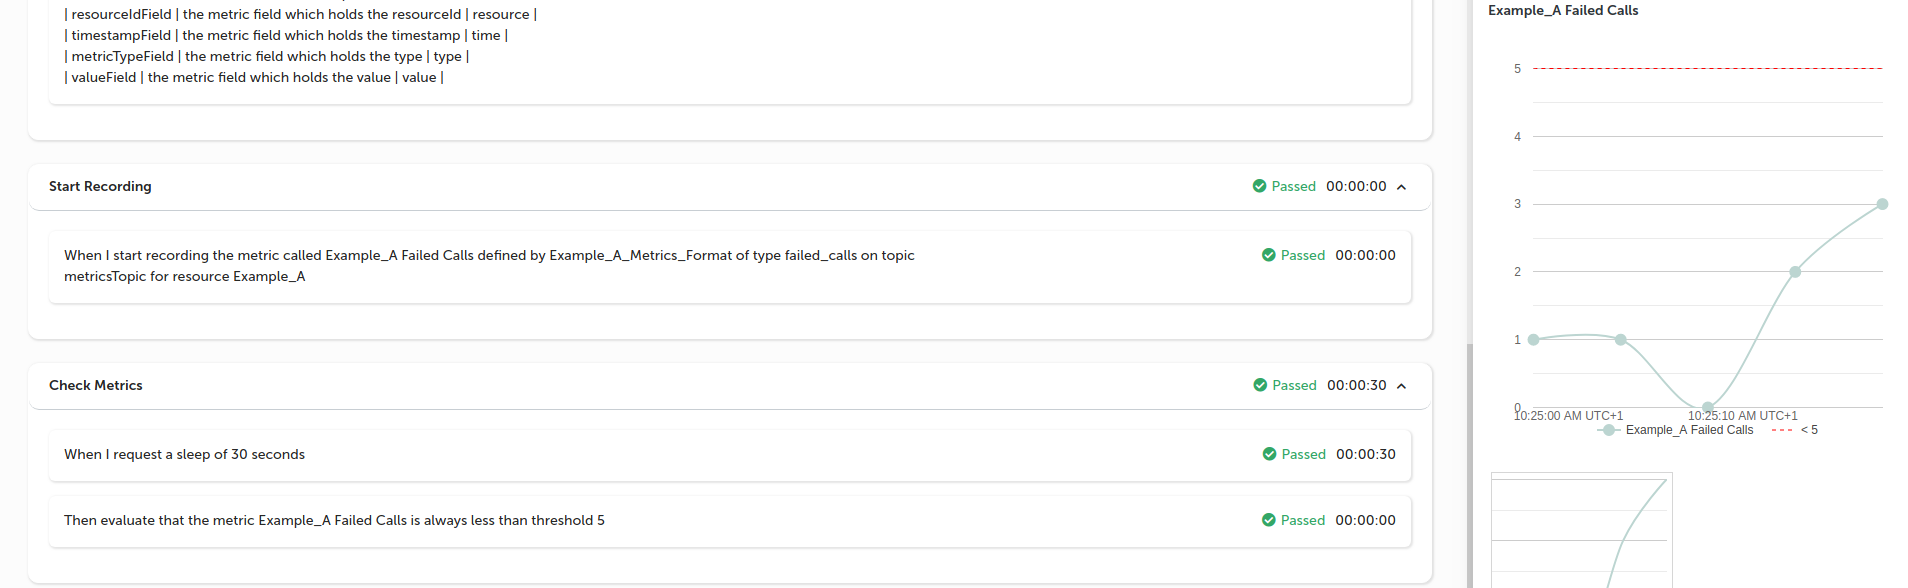 | resourceIdField | the metric field which holds the resourceId | resource |
| timestampField | the metric field which holds the timestamp | time |
| metricTypeField | the metric field which holds the type | type |
| valueField | the metric field which holds the value | value |
Start Recording
Passed 00:00:00
When I start recording the metric called Example_A Failed Calls defined by Example_A_Metrics_Format of type failed_calls on topic
metricsTopic for resource Example_A
Passed 00:00:00
Check Metrics
Passed 00:00:30
When I request a sleep of 30 seconds
Passed 00:00:30
Then evaluate that the metric Example_A Failed Calls is always less than threshold 5
Passed 00:00:00
Example_A Failed Calls
5
4
3
2
1
0
10:25:00 AM UTC+1
10:25:10 AM UTC+1
Example_A Failed Calls
< 5